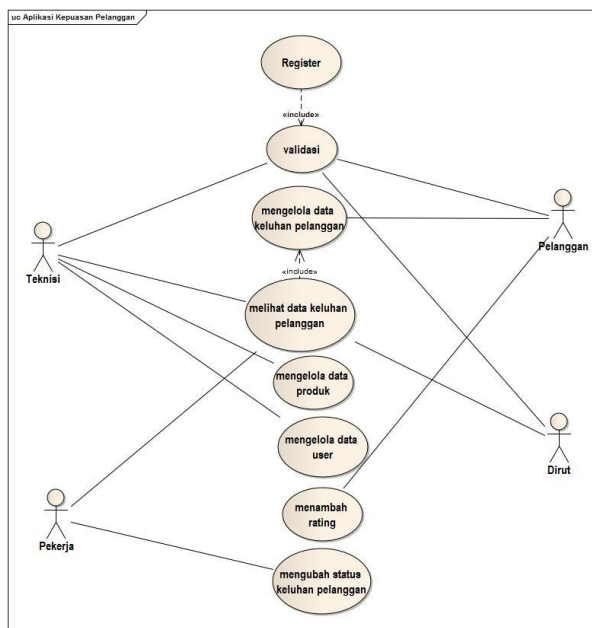 uc Aplikasi Kepuasan Pelanggan
Register
«include»
validasi
mengelola data
keluhan pelanggan
Pelanggan
Teknisi
«include»
melihat data keluhan
pelanggan
mengelola data
produk
mengelola data
user
Dirut
menambah
rating
Pekerja
mengubah status
keluhan pelanggan